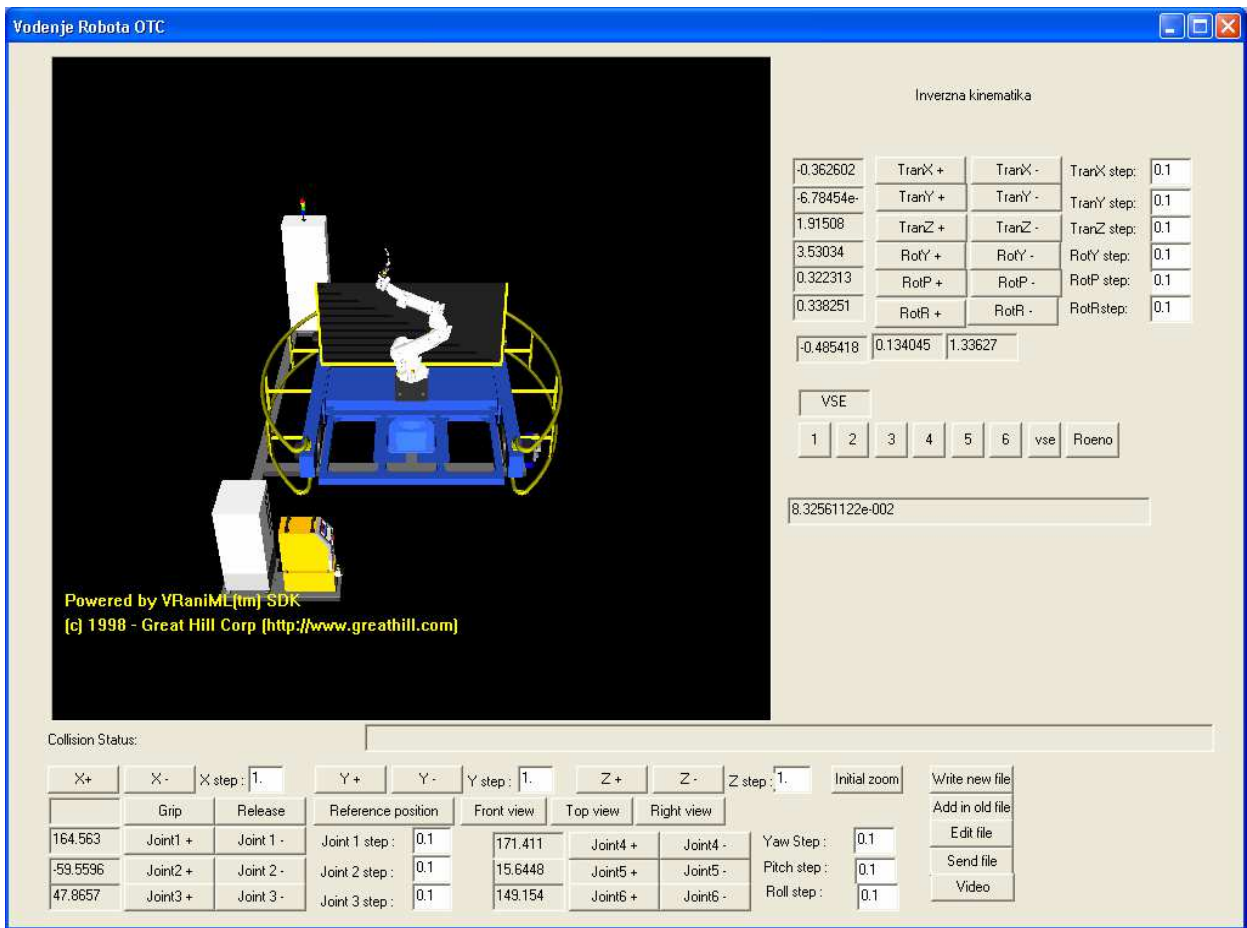 Vodenje Robota OTC
Inverzna kinematika
-0.362602 TranX + TranX - TranX step: 0.1
-6.78454e- TranY + TranY - TranY step: 0.1
1.91508 TranZ + TranZ - TranZ step: 0.1
3.53034 RotY + RotY - RotY step: 0.1
0.322313 RotP + RotP - RotP step: 0.1
0.338251 RotR + RotR - RotRstep: 0.1
-0.485418 0.134045 1.33627
VSE
1 2 3 4 5 6 vse Roeno
8.32561122e-002
Powered by VRaniML(tm) SDK
(c) 1998 - Great Hill Corp (http://www.greathill.com)
Collision Status:
X+ X - X step : 1. Y + Y - Y step : 1. Z + Z - Z step : 1. Initial zoom Write new file
Grip Release Reference position Front view Top view Right view Add in old file
164.563 Joint1 + Joint 1 - Joint 1 step : 0.1 171.411 Joint4 + Joint4 - Yaw Step : 0.1 Edit file
-59.5596 Joint2 + Joint 2 - Joint 2 step : 0.1 15.6448 Joint5 + Joint5 - Pitch step : 0.1 Send file
47.8657 Joint3 + Joint 3 - Joint 3 step : 0.1 149.154 Joint6 + Joint6 - Roll step : 0.1 Video